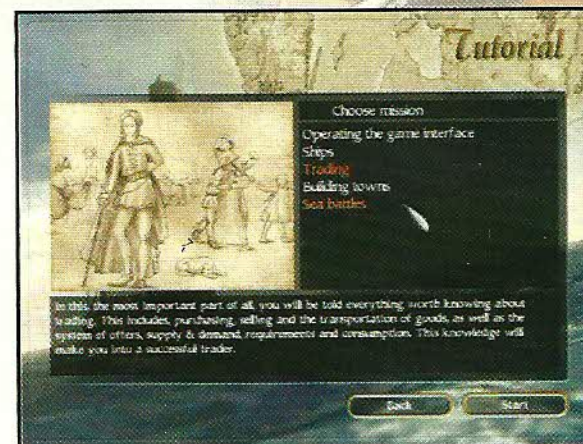 Tutorial
Choose mission
Operating the game interface
Ships
Trading
Building towns
Sea battles
In this, the most important part of all, you will be told everything worth knowing about
trading. This includes, purchasing, selling and the transportation of goods, as well as the
system of offers, supply & demand, requirements and consumption. This knowledge will
make you into a successful trader.
Back
Start